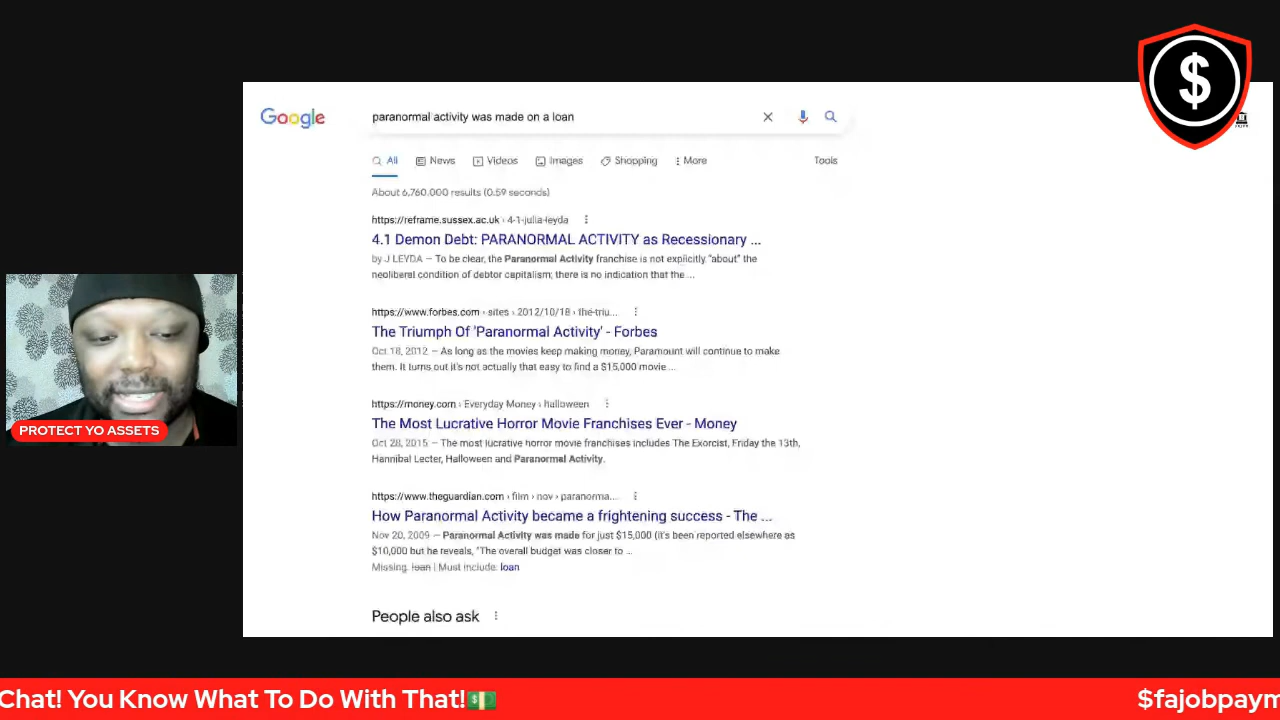 Google
paranormal activity was made on a loan
All News Videos Images Shopping More Tools
About 6,760,000 results (0.59 seconds)
https://reframe.sussex.ac.uk › 4-1-julia-leyda
4.1 Demon Debt: PARANORMAL ACTIVITY as Recessionary ...
by J LEYDA — To be clear, the Paranormal Activity franchise is not explicitly "about" the
neoliberal condition of debtor capitalism; there is no indication that the ...
https://www.forbes.com › sites › 2012/10/18 › the-triu...
The Triumph Of 'Paranormal Activity' - Forbes
Oct 18, 2012 — As long as the movies keep making money, Paramount will continue to make
them. It turns out it's not actually that easy to find a $15,000 movie ...
https://money.com › Everyday Money › halloween
The Most Lucrative Horror Movie Franchises Ever - Money
Oct 28, 2015 — The most lucrative horror movie franchises includes The Exorcist, Friday the 13th,
Hannibal Lecter, Halloween and Paranormal Activity.
https://www.theguardian.com › film › nov › paranorma...
How Paranormal Activity became a frightening success - The ...
Nov 20, 2009 — Paranormal Activity was made for just $15,000 (it's been reported elsewhere as
$10,000 but he reveals, "The overall budget was closer to ...
Missing: loan | Must include: loan
People also ask
$
PROTECT YO ASSETS
Chat! You Know What To Do With That!💵 $fajobpaym